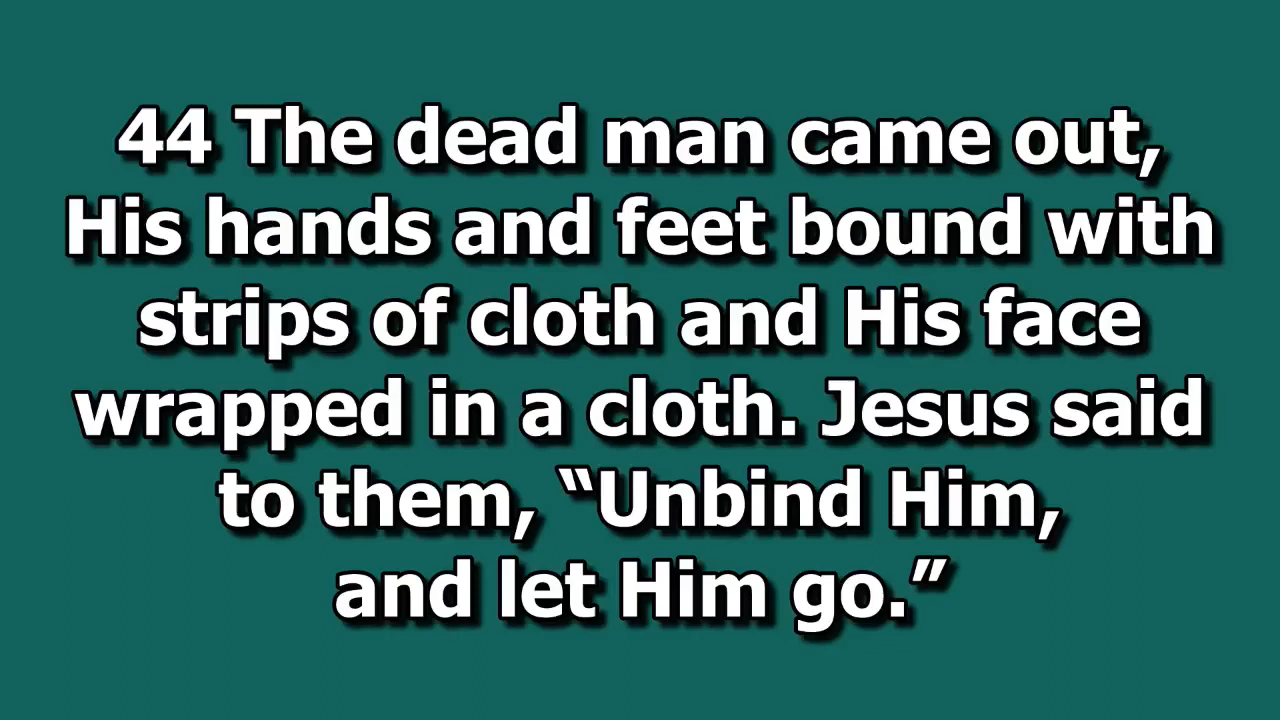 44 The dead man came out,
His hands and feet bound with
strips of cloth and His face
wrapped in a cloth. Jesus said
to them, “Unbind Him,
and let Him go.”